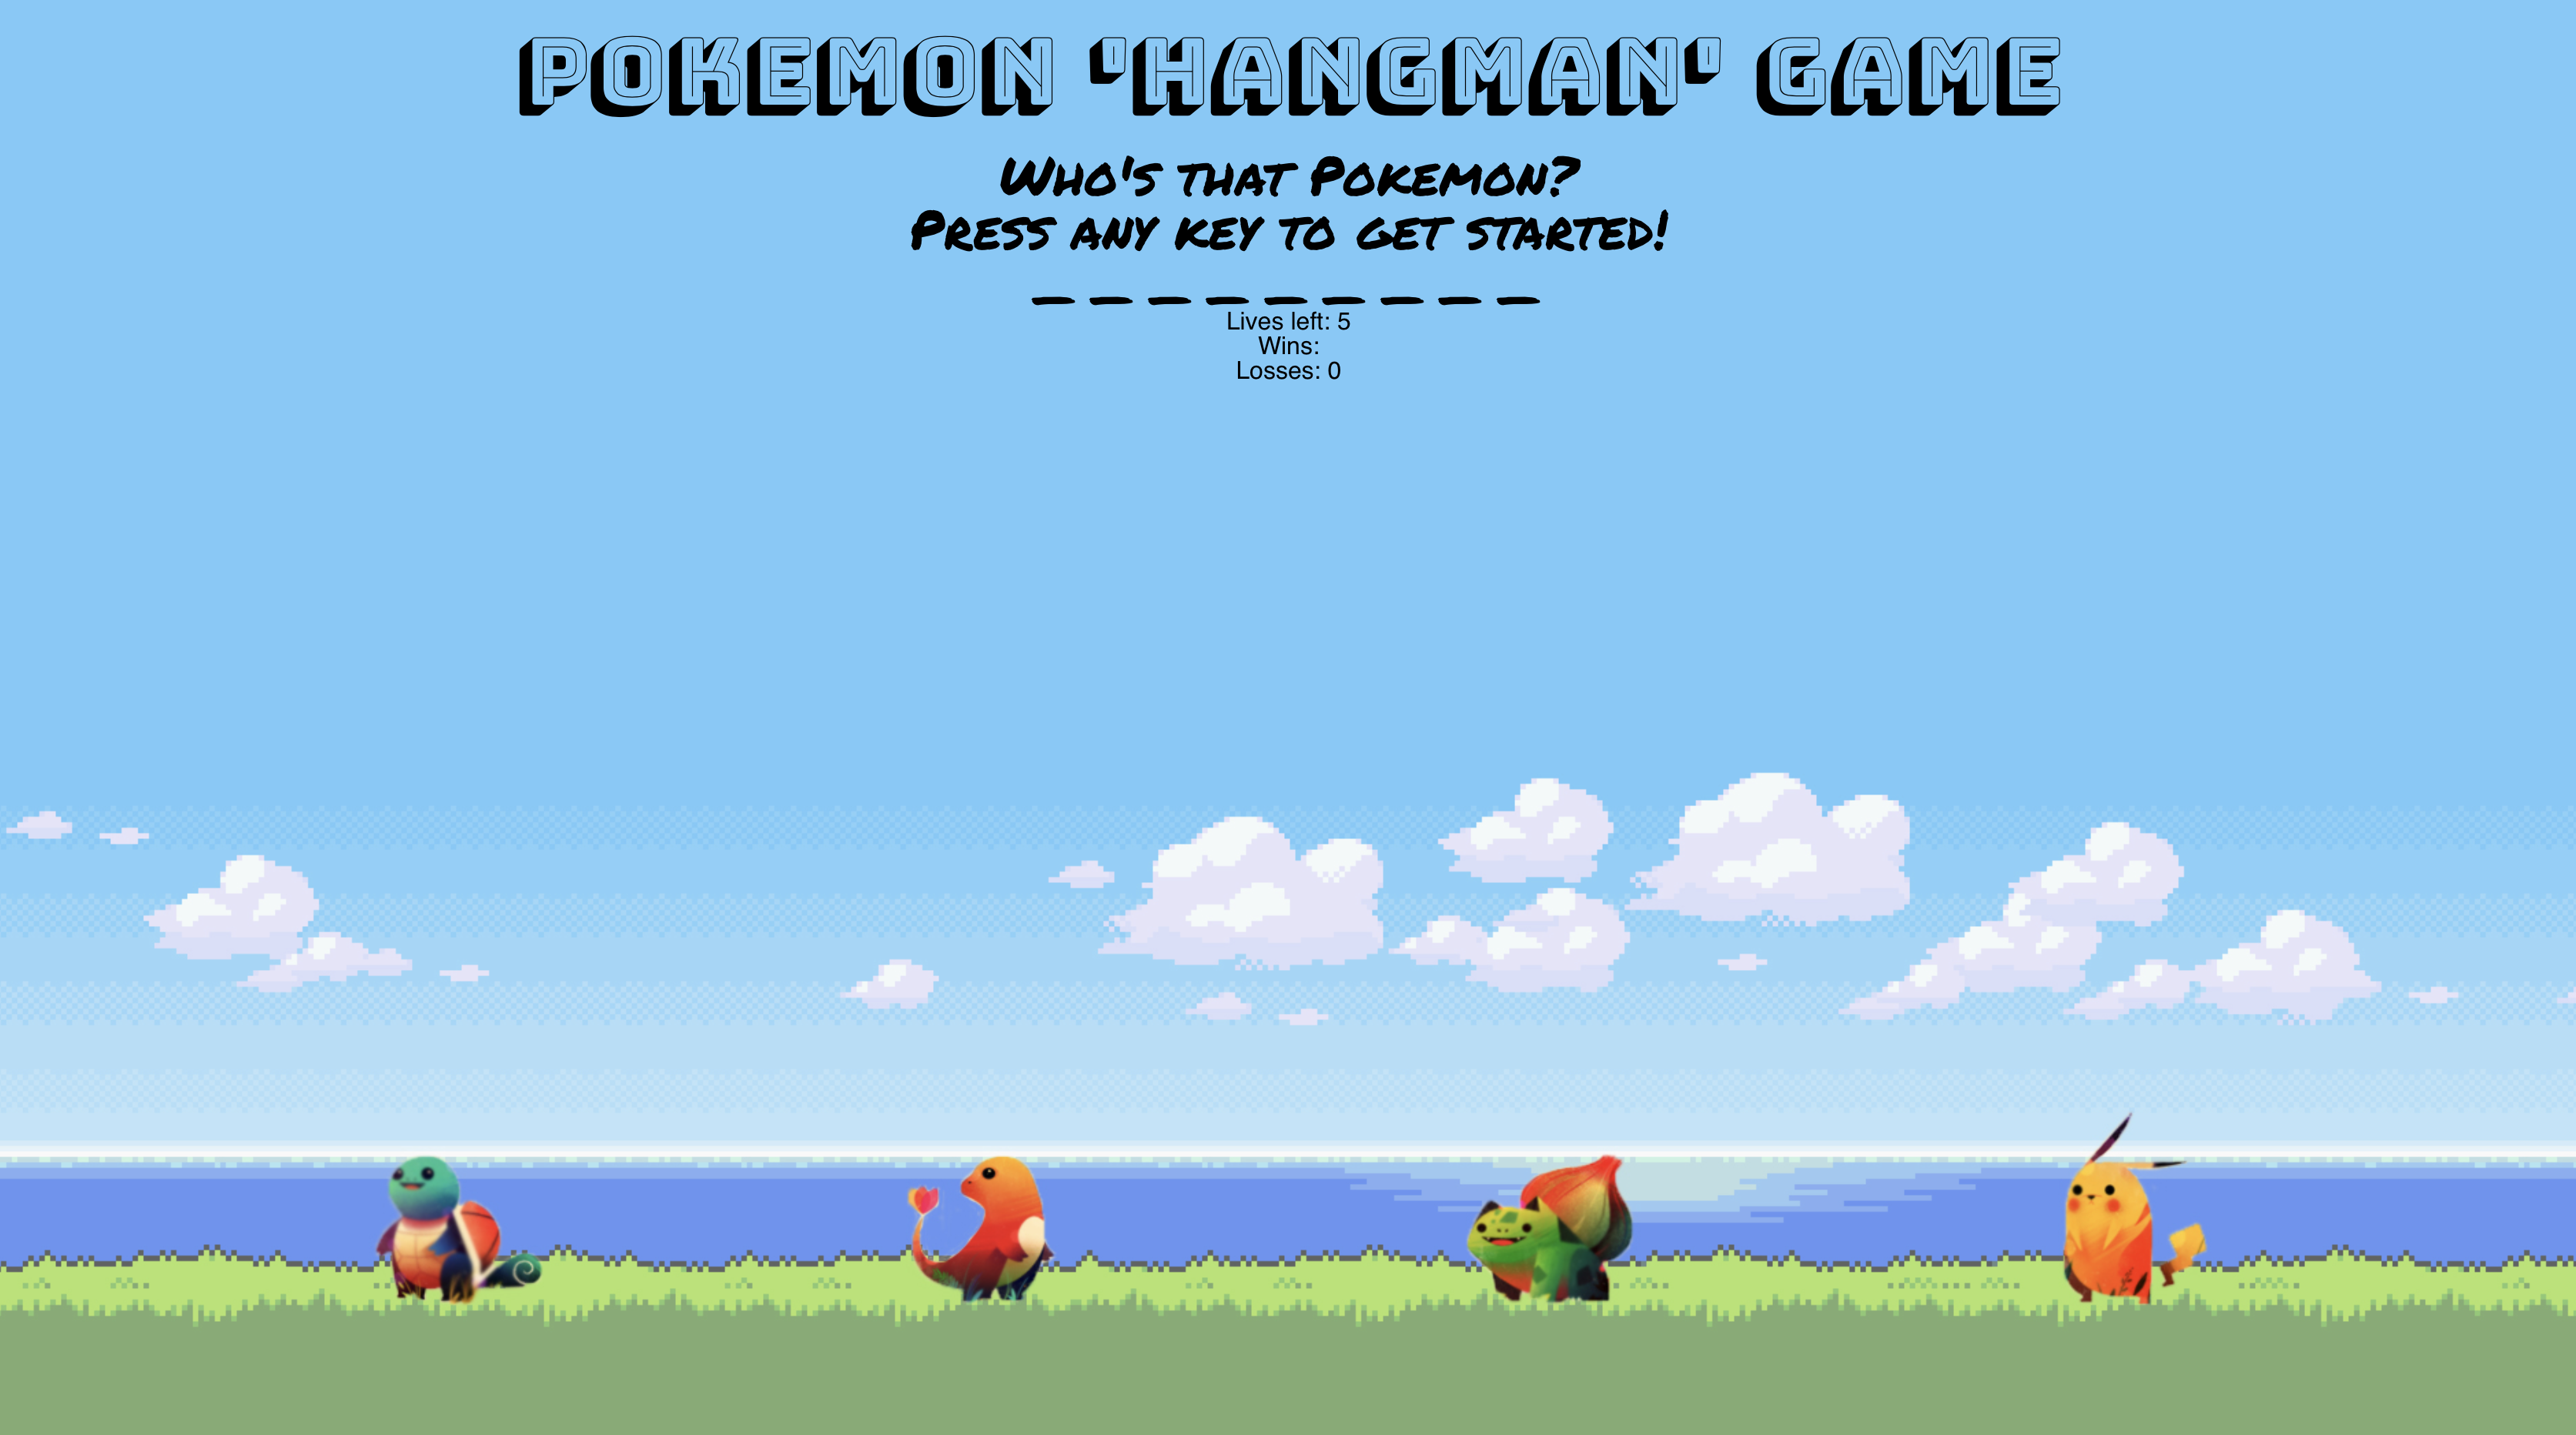 POKEMON 'HANGMAN' GAME
WHO'S THAT POKEMON?
PRESS ANY KEY TO GET STARTED!
_ _ _ _ _ _ _ _ _
Lives left: 5
Wins:
Losses: 0